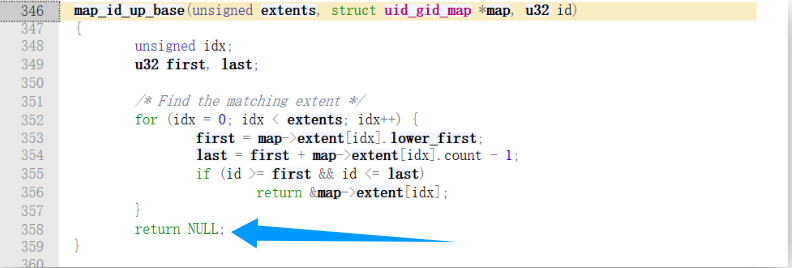 346 map_id_up_base(unsigned extents, struct uid_gid_map *map, u32 id)
347 {
348 unsigned idx;
349 u32 first, last;
350
351 /* Find the matching extent */
352 for (idx = 0; idx < extents; idx++) {
353 first = map->extent[idx].lower_first;
354 last = first + map->extent[idx].count - 1;
355 if (id >= first && id <= last)
356 return &map->extent[idx];
357 }
358 return NULL;
359 }
360